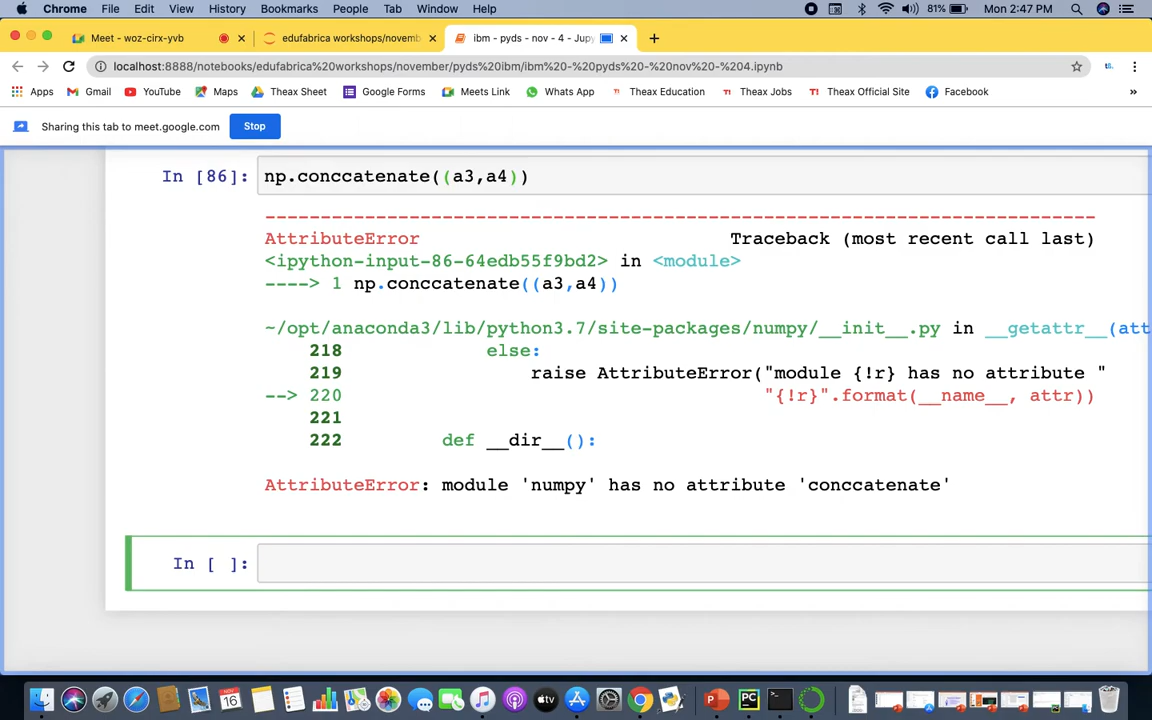 Chrome File Edit View History Bookmarks People Tab Window Help 81% Mon 2:47 PM
Meet - woz-cirx-yvb edufabrica workshops/novemb ibm - pyds - nov - 4 - Jupy
localhost:8888/notebooks/edufabrica%20workshops/november/pyds%20ibm/ibm%20-%20pyds%20-%20nov%20-%204.ipynb
Apps Gmail YouTube Maps Theax Sheet Google Forms Meets Link Whats App Theax Education Theax Jobs Theax Official Site Facebook »
Sharing this tab to meet.google.com Stop
In [86]: np.conccatenate((a3,a4))
---------------------------------------------------------------------------
AttributeError Traceback (most recent call last)
<ipython-input-86-64edb55f9bd2> in <module>
----> 1 np.conccatenate((a3,a4))
~/opt/anaconda3/lib/python3.7/site-packages/numpy/__init__.py in __getattr__(att
218 else:
219 raise AttributeError("module {!r} has no attribute "
--> 220 "{!r}".format(__name__, attr))
221
222 def __dir__():
AttributeError: module 'numpy' has no attribute 'conccatenate'
In [ ]: